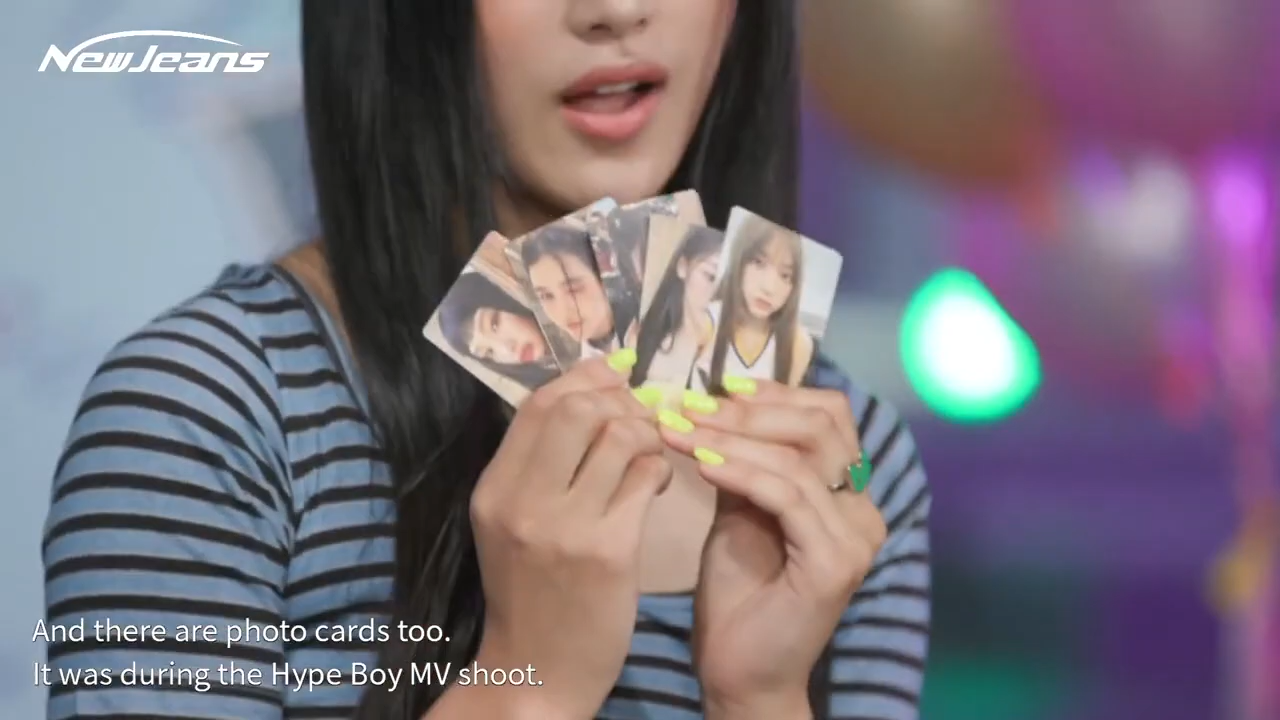 NewJeans
And there are photo cards too.
It was during the Hype Boy MV shoot.